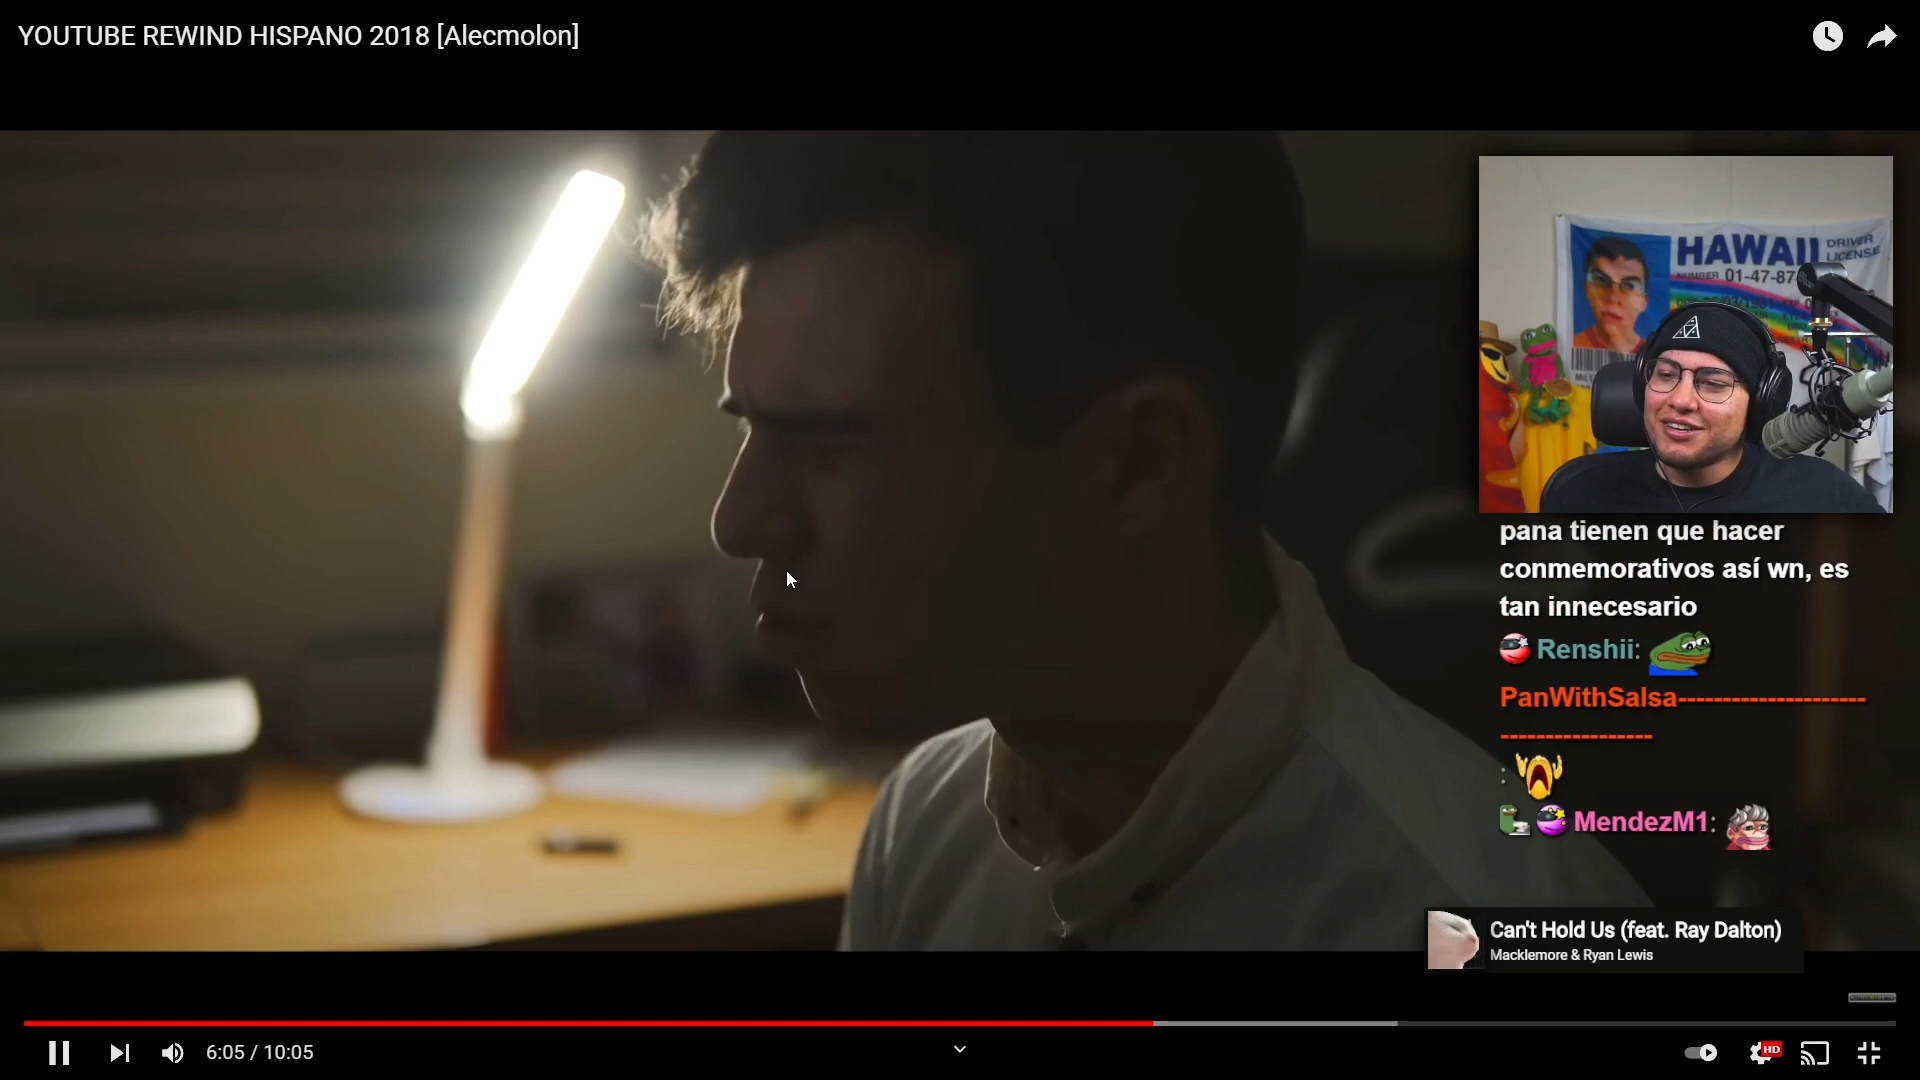 YOUTUBE REWIND HISPANO 2018 [Alecmolon]
HAWAII
DRIVER
LICENSE
NUMBER 01-47-87
pana tienen que hacer
conmemorativos así wn, es
tan innecesario
Renshii:
PanWithSalsa---------------------
-----------------
:
MendezM1:
Can't Hold Us (feat. Ray Dalton)
Macklemore & Ryan Lewis
6:05 / 10:05
HD